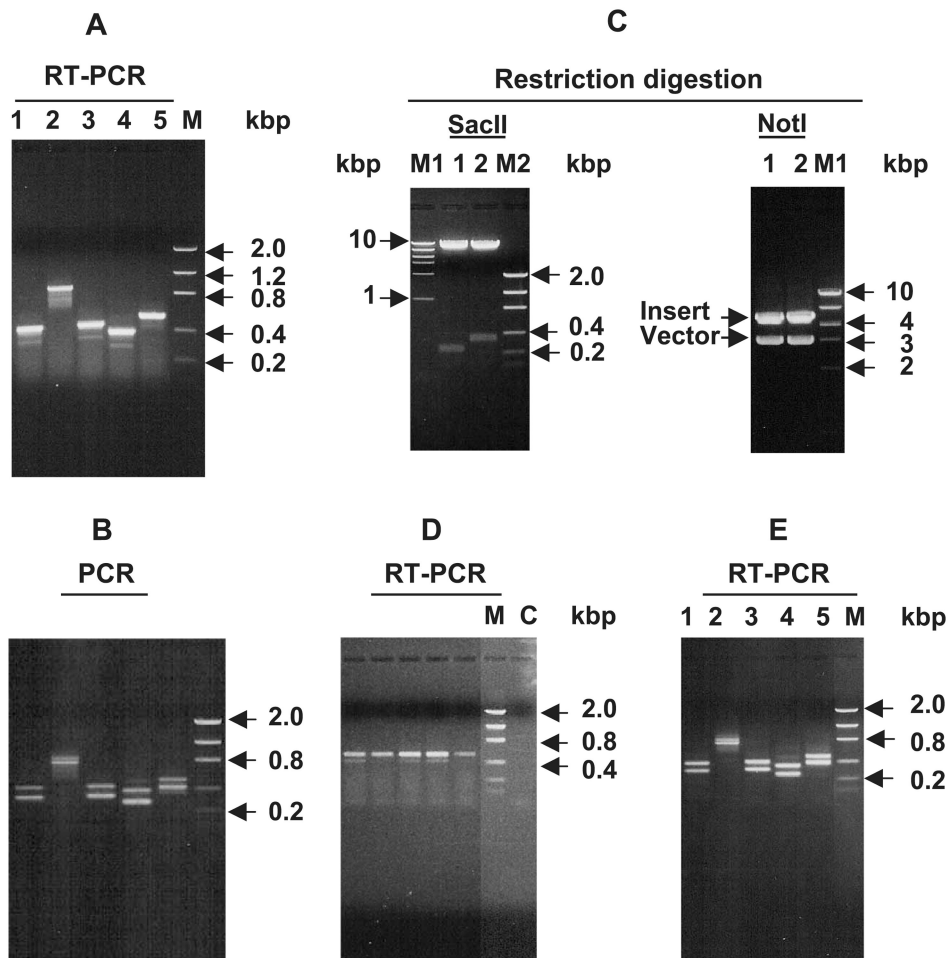 A
RT-PCR
1 2 3 4 5 M kbp
2.0
1.2
0.8
0.4
0.2
C
Restriction digestion
SacII
kbp M1 1 2 M2 kbp
10
1
2.0
0.4
0.2
NotI
1 2 M1 kbp
Insert
Vector
10
4
3
2
B
PCR
2.0
0.8
0.2
D
RT-PCR
M C kbp
2.0
0.8
0.4
E
RT-PCR
1 2 3 4 5 M kbp
2.0
0.8
0.2